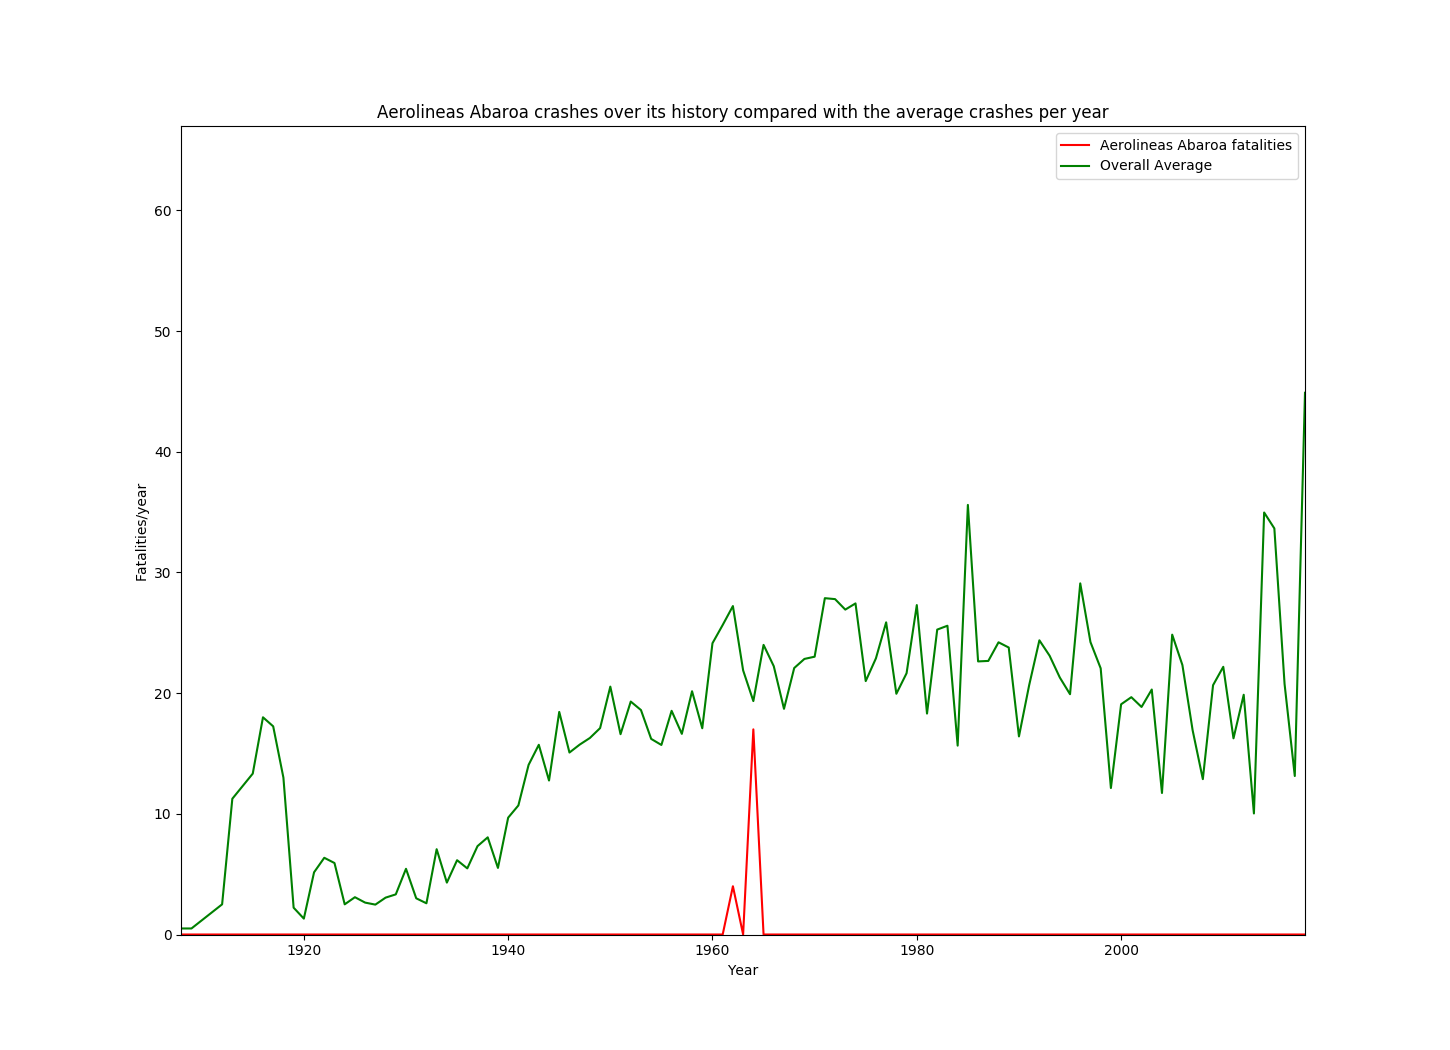 Aerolineas Abaroa crashes over its history compared with the average crashes per year
Aerolineas Abaroa fatalities
Overall Average
60
50
40
30
20
10
0
Fatalities/year
1920 1940 1960 1980 2000
Year